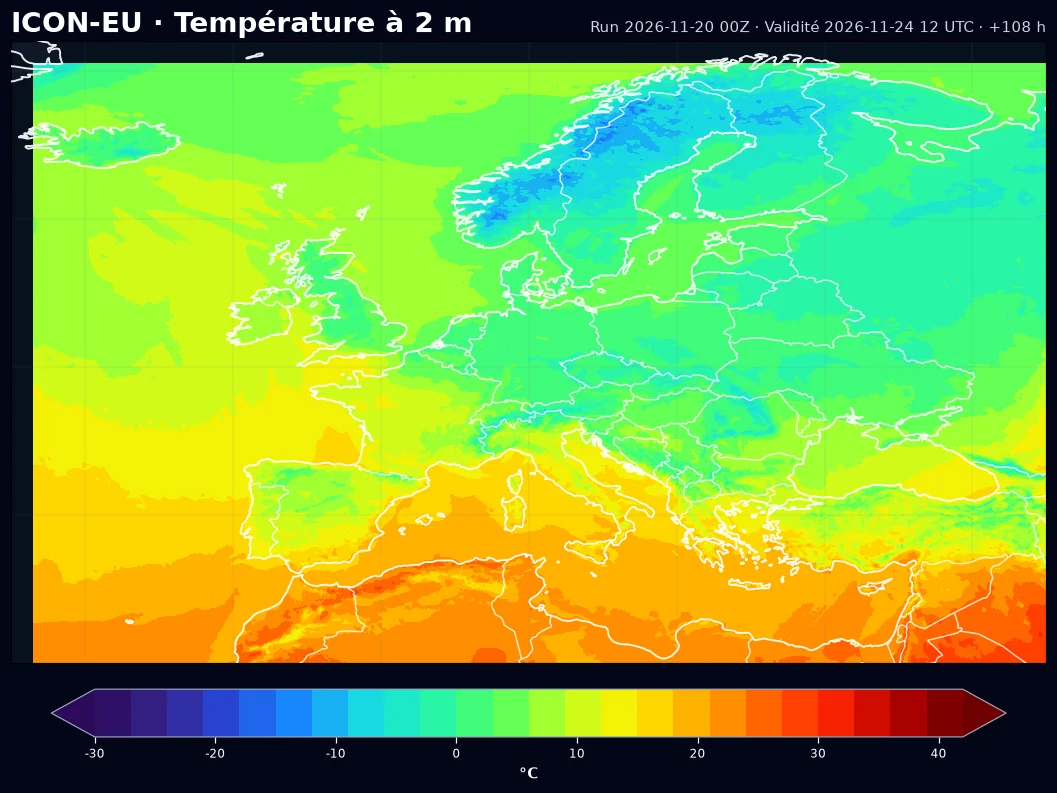 ICON-EU · Température à 2 m
Run 2026-11-20 00Z · Validité 2026-11-24 12 UTC · +108 h
-30 -20 -10 0 10 20 30 40
°C